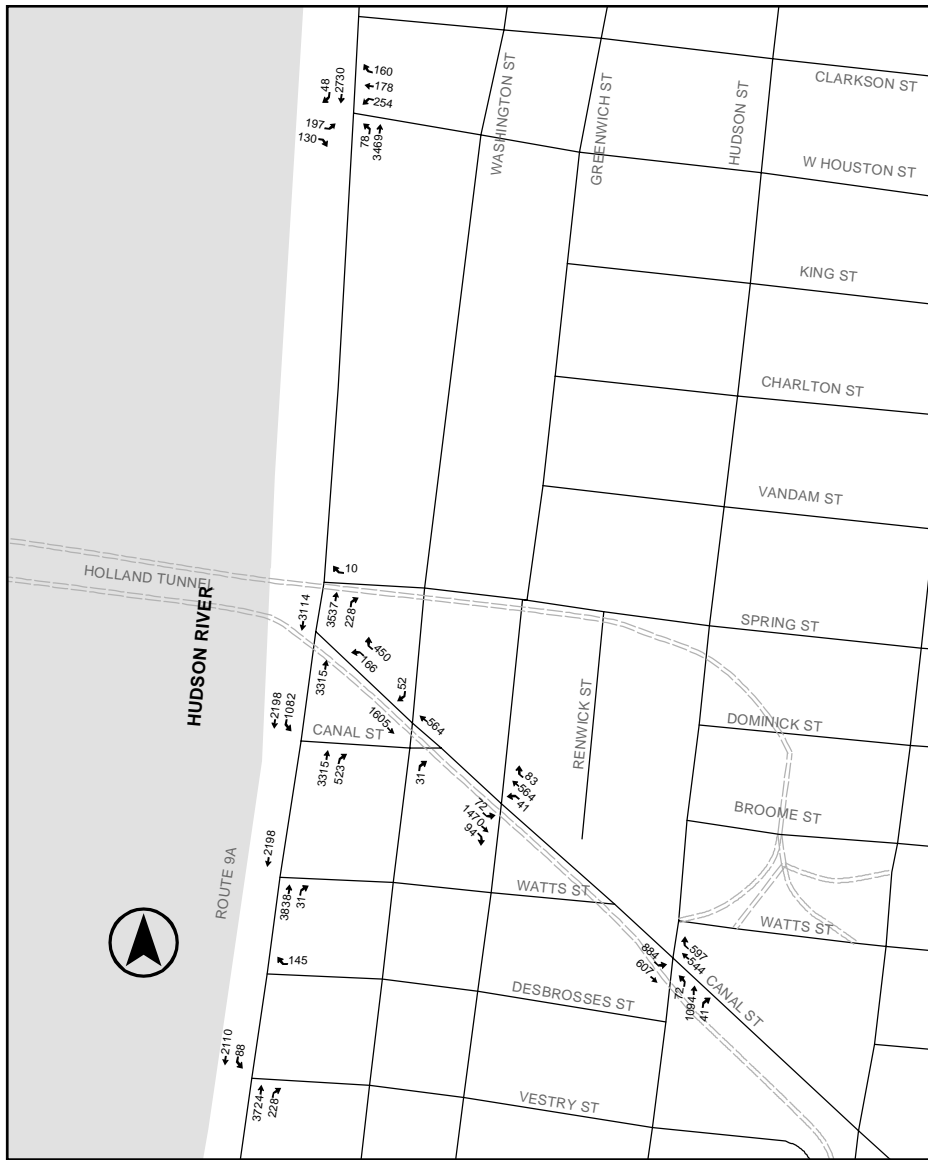 CLARKSON ST
WASHINGTON ST
GREENWICH ST
HUDSON ST
48
2730
160
178
254
197
130
78
3469
W HOUSTON ST
KING ST
CHARLTON ST
VANDAM ST
HOLLAND TUNNEL
10
HUDSON RIVER
3114
3537
228
SPRING ST
450
166
3315
52
RENWICK ST
2198
1082
1605
564
CANAL ST
DOMINICK ST
3315
523
31
83
564
41
72
1470
94
BROOME ST
2198
ROUTE 9A
3838
31
WATTS ST
WATTS ST
145
884
607
597
544
72
1094
41
CANAL ST
DESBROSSES ST
2110
88
3724
228
VESTRY ST